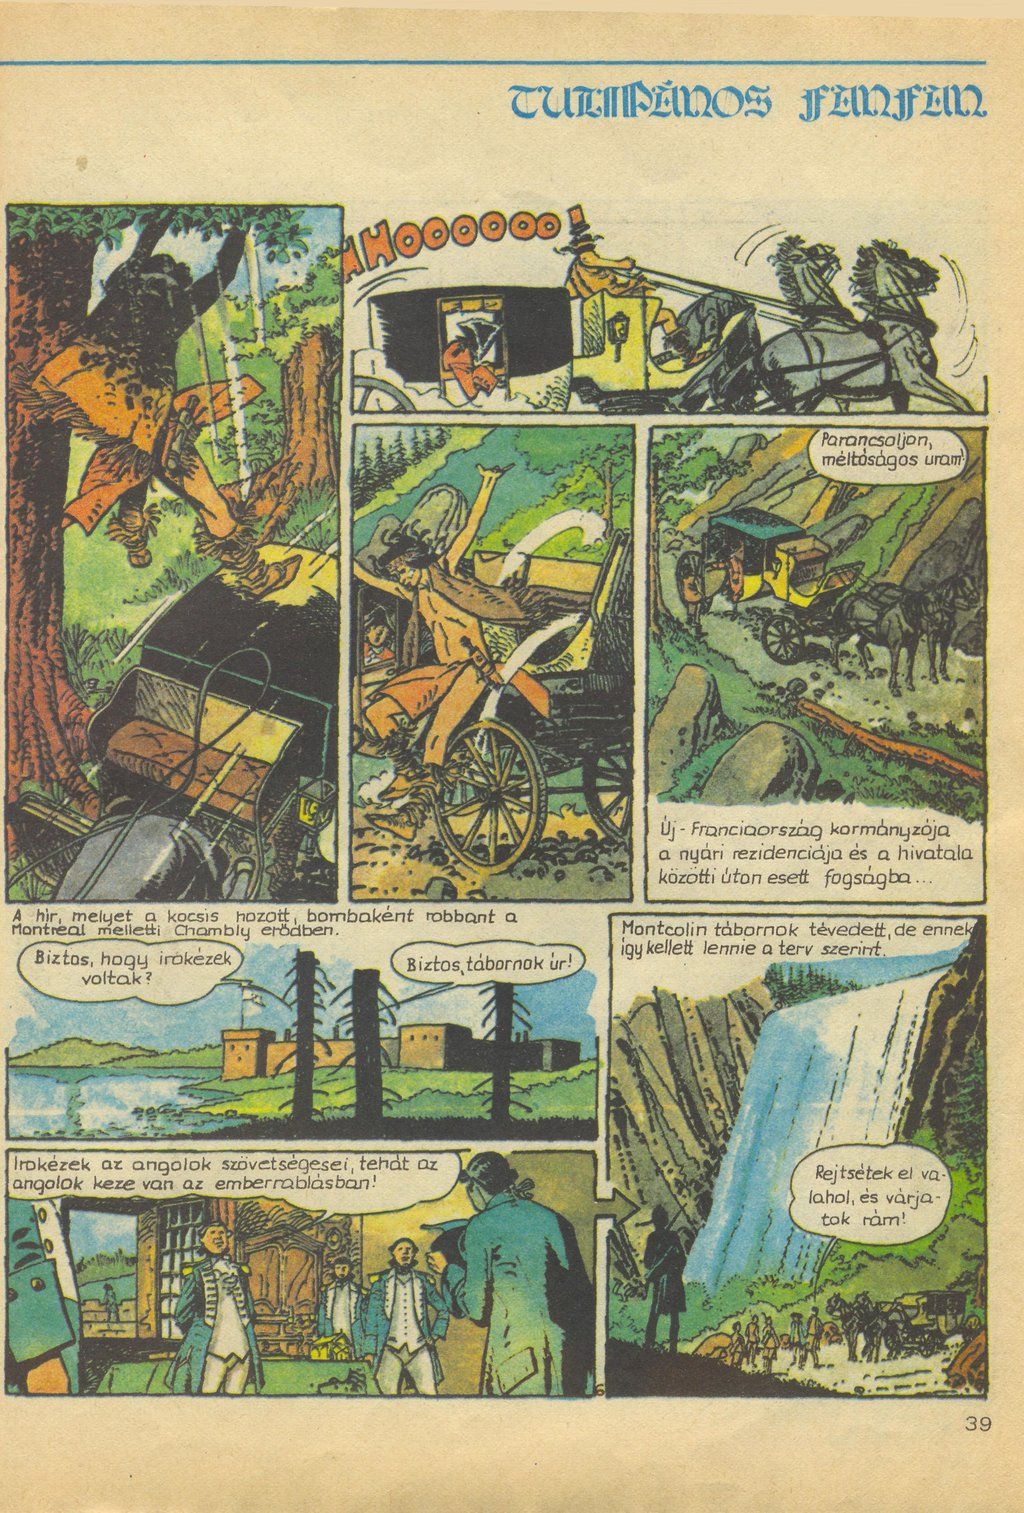 TULIPÁNOS FANFAN
HHOOOOOOO!
Parancsoljon,
méltóságos uram!
Új-Franciaország kormányzója
a nyári rezidenciája és a hivatala
közötti úton esett fogságba...
A hír, melyet a kocsis hozott, bombaként robbant a
Montreal melletti Chambly erődben.
Biztos, hogy irokézek
voltak?
Biztos, tábornok úr!
Montcolin tábornok tévedett, de ennek
így kellett lennie a terv szerint.
Irokézek az angolok szövetségesei, tehát az
angolok keze van az emberrablásban!
Rejtsétek el va-
lahol, és várja-
tok rám!
6
39